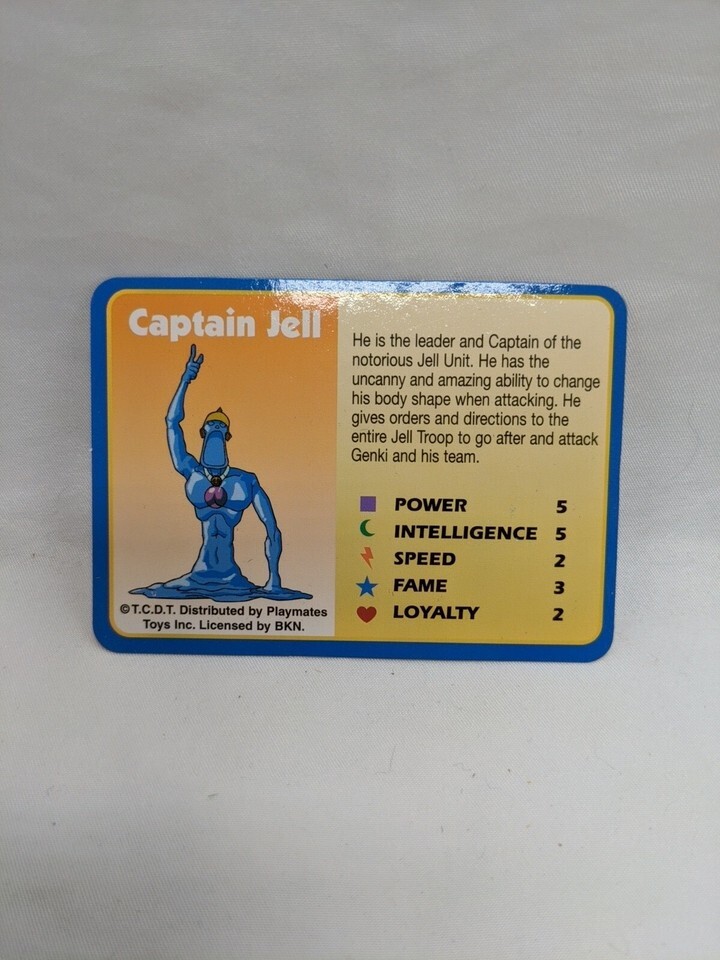 Captain Jell
He is the leader and Captain of the
notorious Jell Unit. He has the
uncanny and amazing ability to change
his body shape when attacking. He
gives orders and directions to the
entire Jell Troop to go after and attack
Genki and his team.
POWER 5
INTELLIGENCE 5
SPEED 2
FAME 3
LOYALTY 2
©T.C.D.T. Distributed by Playmates
Toys Inc. Licensed by BKN.